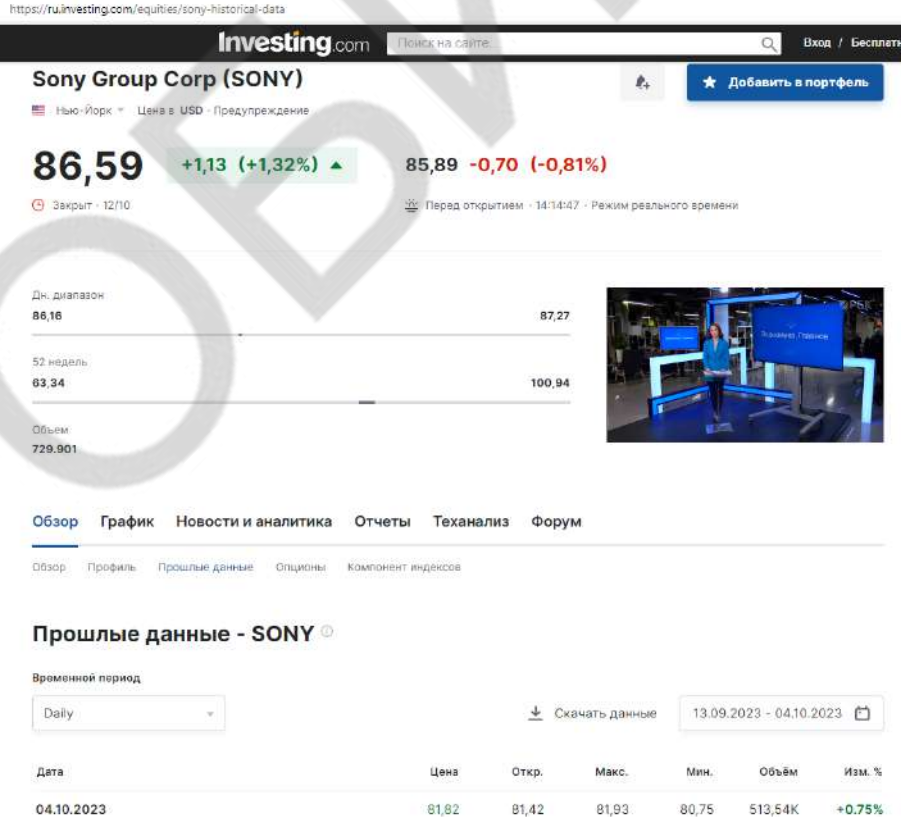 https://ru.investing.com/equities/sony-historical-data
Investing.com Поиск на сайте. Вход / Бесплатн
Sony Group Corp (SONY)
Добавить в портфель
Нью-Йорк Цена в USD - Предупреждение
86,59 +1,13 (+1,32%) 85,89 -0,70 (-0,81%)
Закрыт · 12/10 Перед открытием · 14:14:47 · Режим реального времени
Дн. диапазон
86,16 87,27
52 недель
63,34 100,94
Объем
729.901
РБК
Обзор График Новости и аналитика Отчеты Теханализ Форум
Обзор Профиль Прошлые данные Опционы Компонент индексов
Прошлые данные - SONY
Временной период
Daily Скачать данные 13.09.2023 - 04.10.2023
Дата Цена Откр. Макс. Мин. Объём Изм. %
04.10.2023 81,82 81,42 81,93 80,75 513,54K +0.75%